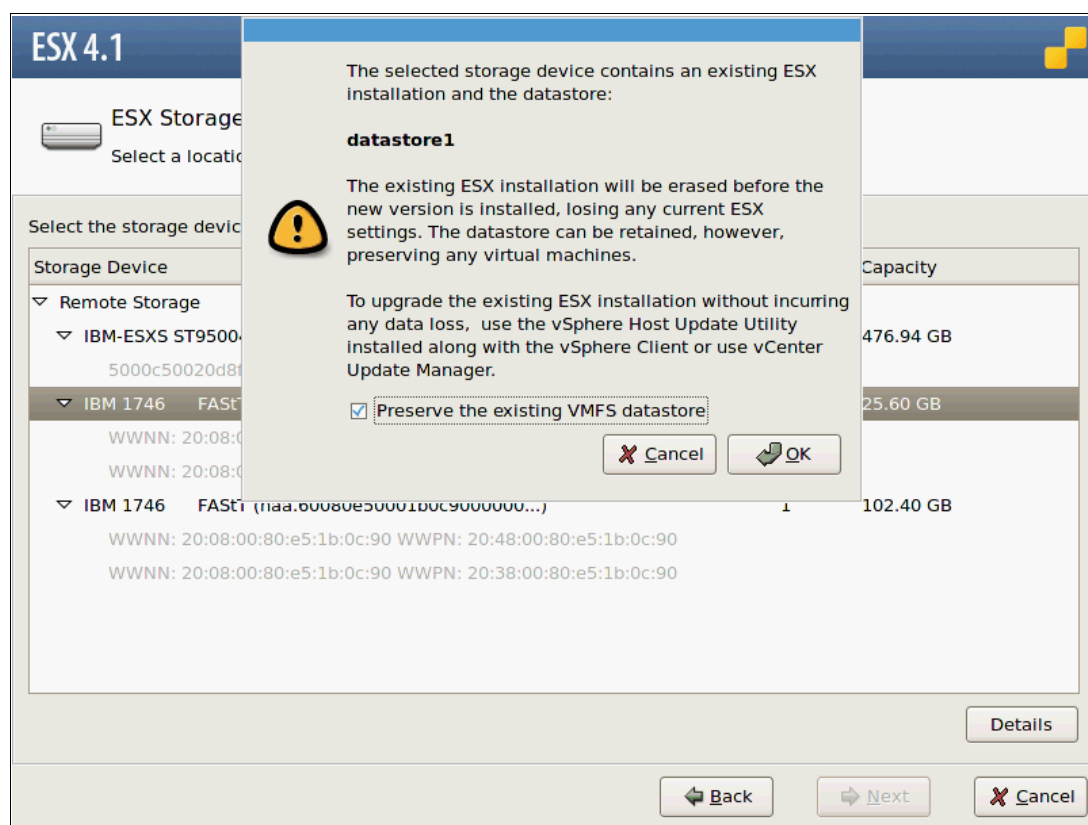 ESX 4.1
ESX Storage
Select a locatio
Select the storage devic
Storage Device
Capacity
Remote Storage
IBM-ESXS ST9500
476.94 GB
5000c50020d8f
IBM 1746 FAStT
25.60 GB
WWNN: 20:08:0
WWNN: 20:08:0
IBM 1746 FAStT (naa.60080e50001b0c9000000...) 1 102.40 GB
WWNN: 20:08:00:80:e5:1b:0c:90 WWPN: 20:48:00:80:e5:1b:0c:90
WWNN: 20:08:00:80:e5:1b:0c:90 WWPN: 20:38:00:80:e5:1b:0c:90
The selected storage device contains an existing ESX
installation and the datastore:
datastore1
The existing ESX installation will be erased before the
new version is installed, losing any current ESX
settings. The datastore can be retained, however,
preserving any virtual machines.
To upgrade the existing ESX installation without incurring
any data loss, use the vSphere Host Update Utility
installed along with the vSphere Client or use vCenter
Update Manager.
Preserve the existing VMFS datastore
Cancel OK
Details
Back Next Cancel